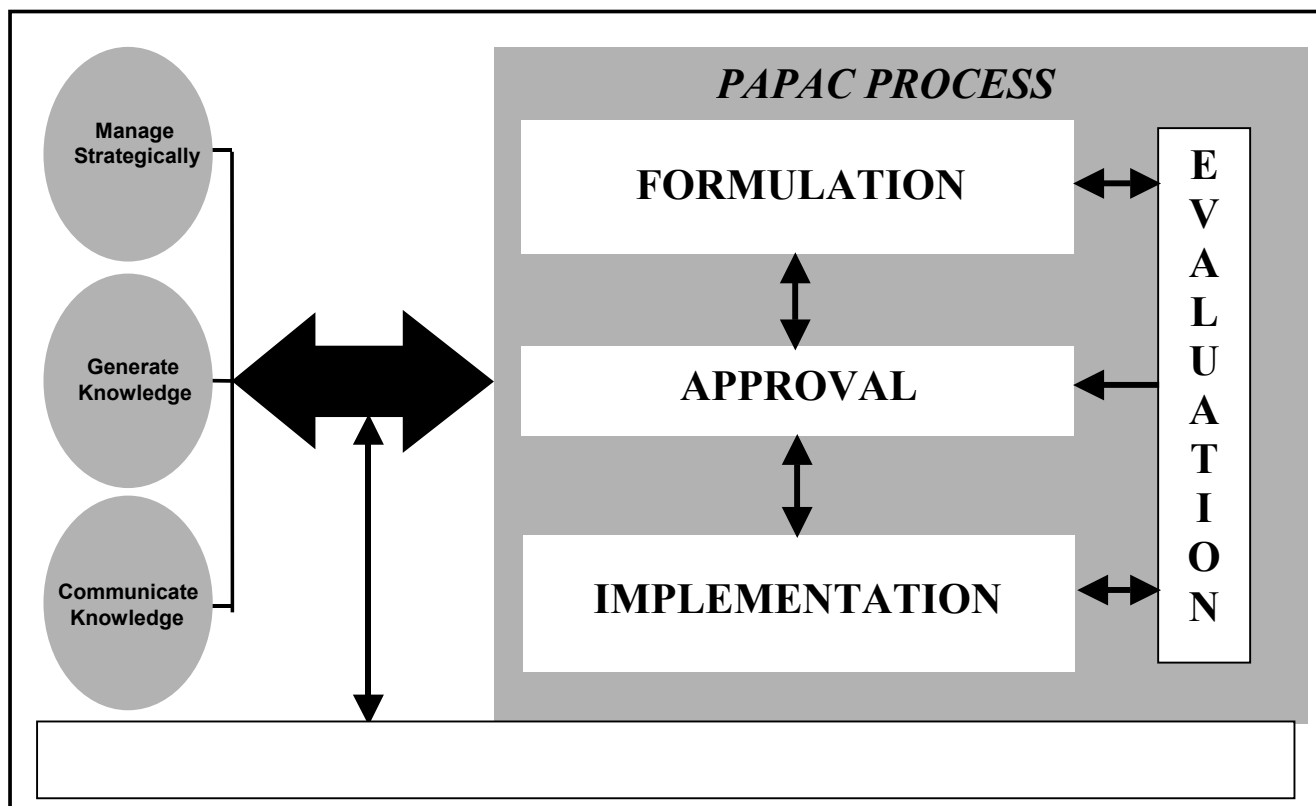 Manage
Strategically
Generate
Knowledge
Communicate
Knowledge
PAPAC PROCESS
FORMULATION
APPROVAL
IMPLEMENTATION
E
V
A
L
U
A
T
I
O
N